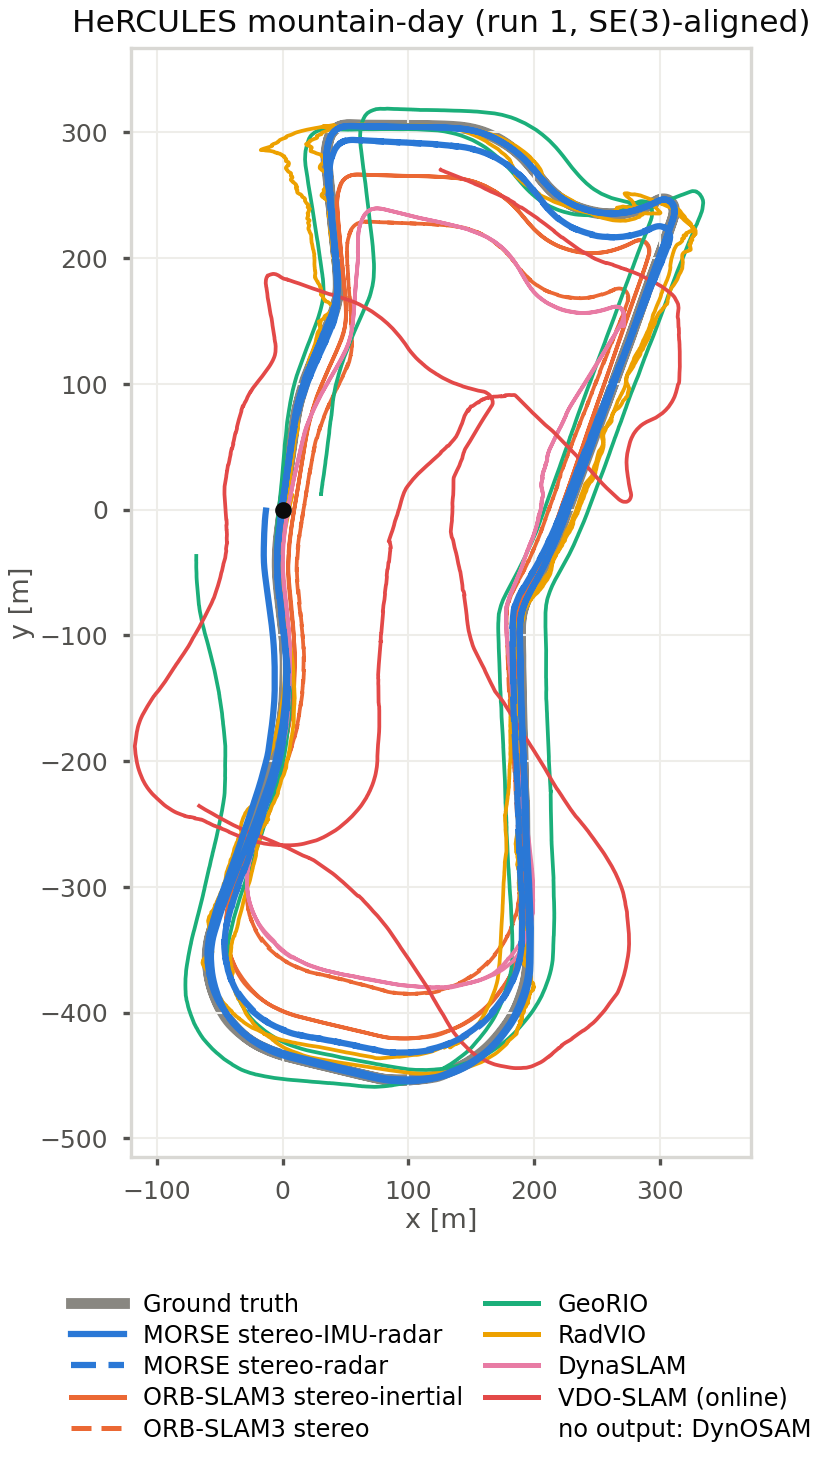 HeRCULES mountain-day (run 1, SE(3)-aligned)
300
200
100
0
−100
−200
−300
−400
−500
y [m]
−100 0 100 200 300
x [m]
Ground truth
MORSE stereo-IMU-radar
MORSE stereo-radar
ORB-SLAM3 stereo-inertial
ORB-SLAM3 stereo
GeoRIO
RadVIO
DynaSLAM
VDO-SLAM (online)
no output: DynOSAM